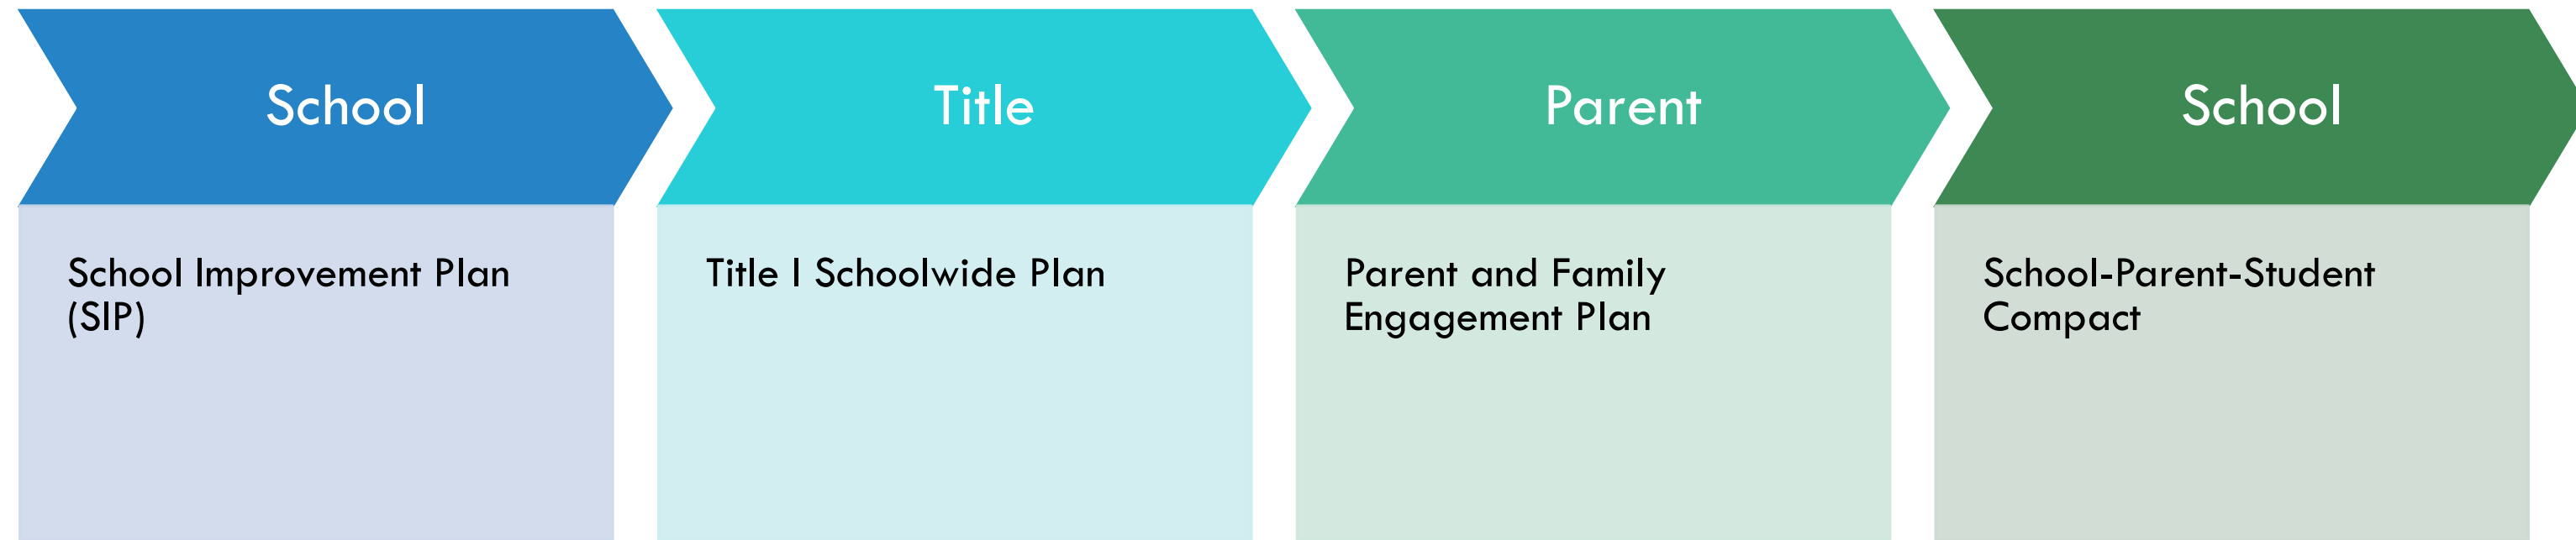 School
School Improvement Plan
(SIP)
Title
Title I Schoolwide Plan
Parent
Parent and Family
Engagement Plan
School
School-Parent-Student
Compact